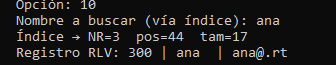 Opción: 10
Nombre a buscar (vía índice): ana
Índice → NR=3  pos=44  tam=17
Registro RLV: 300 | ana  | ana@.rt